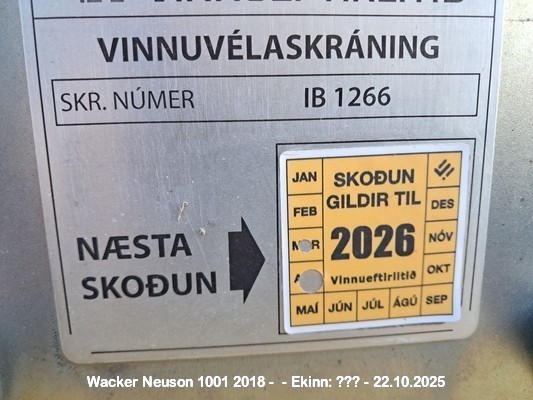 VINNUVÉLASKRÁNING
SKR. NÚMER IB 1266
NÆSTA
SKOÐUN
SKOÐUN
GILDIR TIL
2026
Vinnueftirlitið
JAN
FEB
MAÍ JÚN JÚL ÁGÚ SEP
OKT
NÓV
DES
Wacker Neuson 1001 2018 - - Ekinn: ??? - 22.10.2025